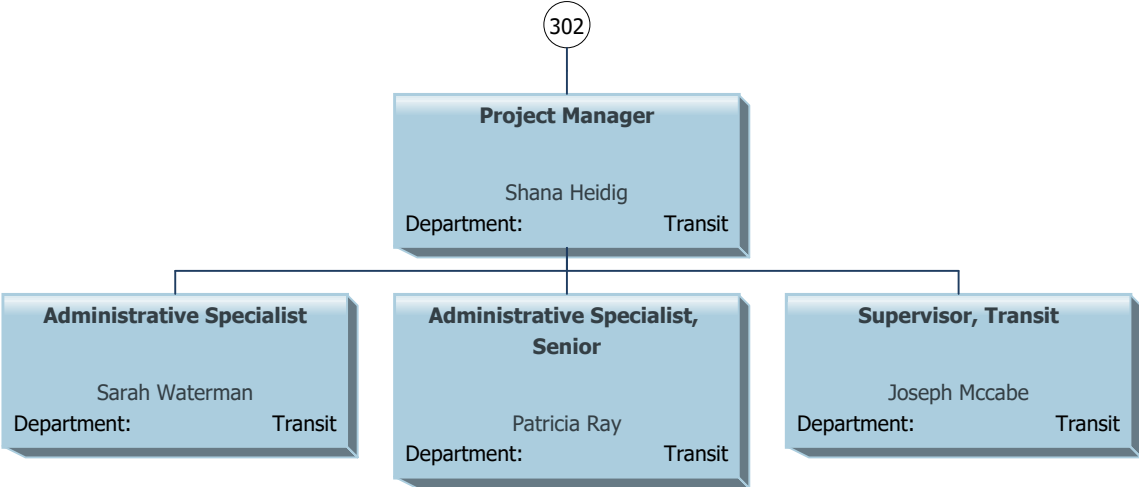 302
Project Manager
Shana Heidig
Department: Transit
Administrative Specialist
Sarah Waterman
Department: Transit
Administrative Specialist,
Senior
Patricia Ray
Department: Transit
Supervisor, Transit
Joseph Mccabe
Department: Transit